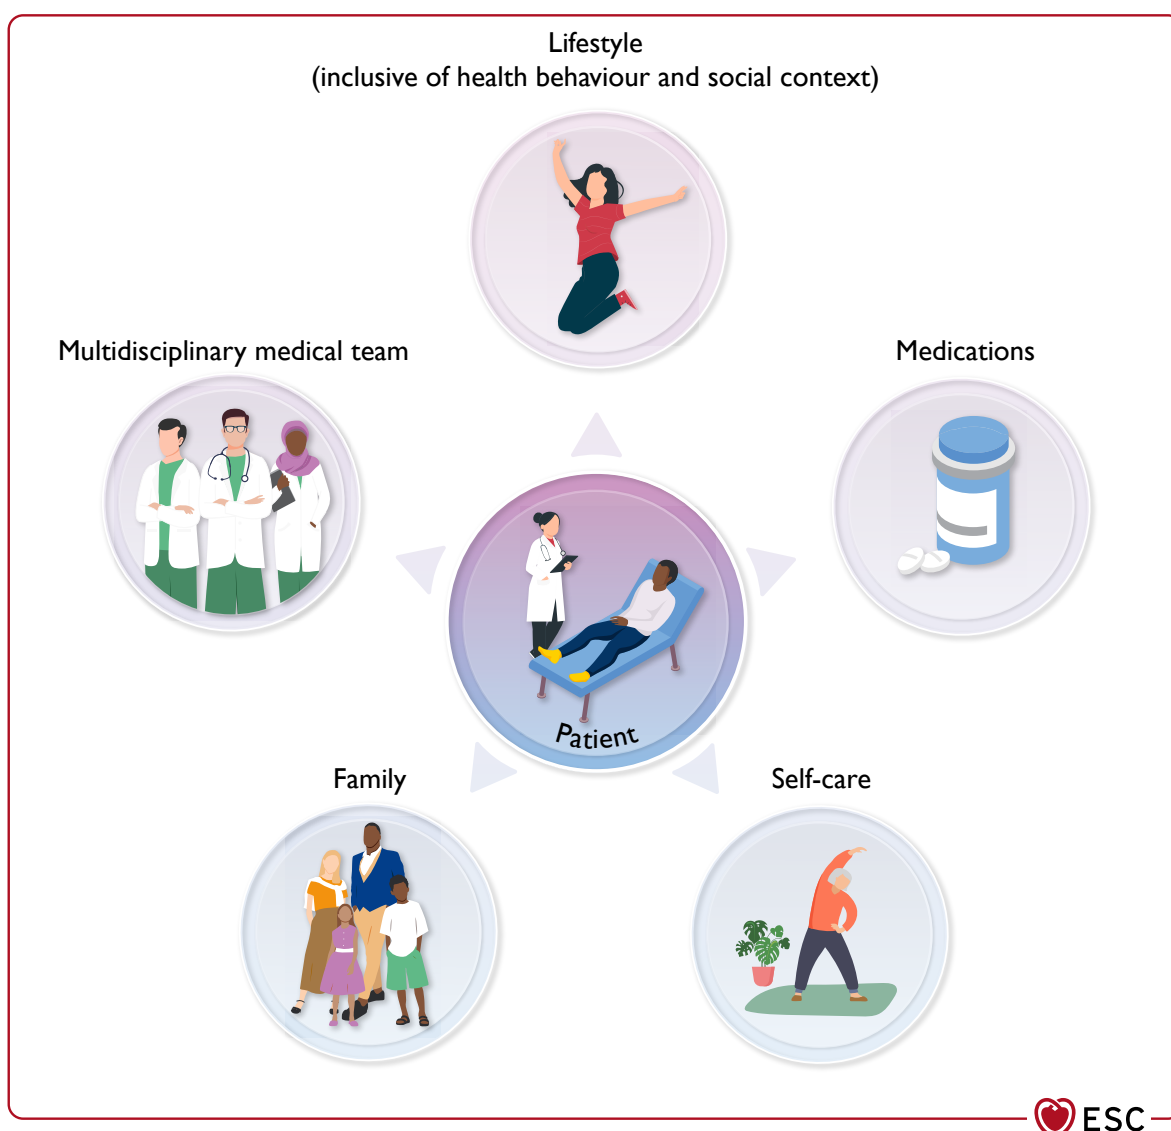 Lifestyle
(inclusive of health behaviour and social context)
Multidisciplinary medical team
Medications
Patient
Family
Self-care
ESC